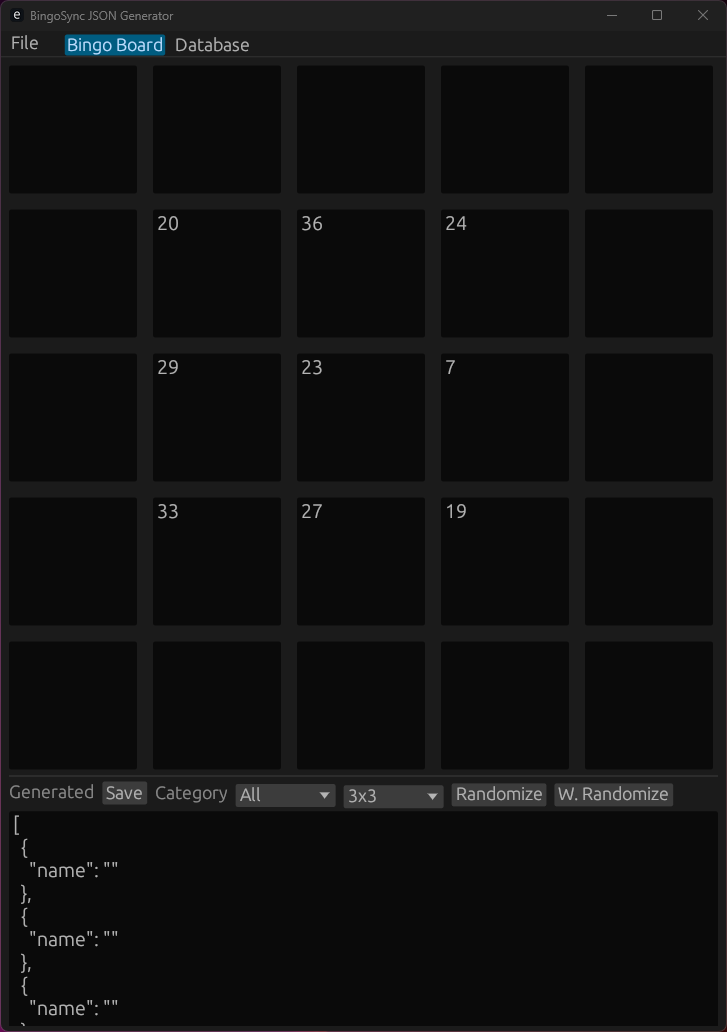 e BingoSync JSON Generator
File Bingo Board Database
20 36 24
29 23 7
33 27 19
Generated Save Category All 3x3 Randomize W. Randomize
[
{
"name": ""
},
{
"name": ""
},
{
"name": ""